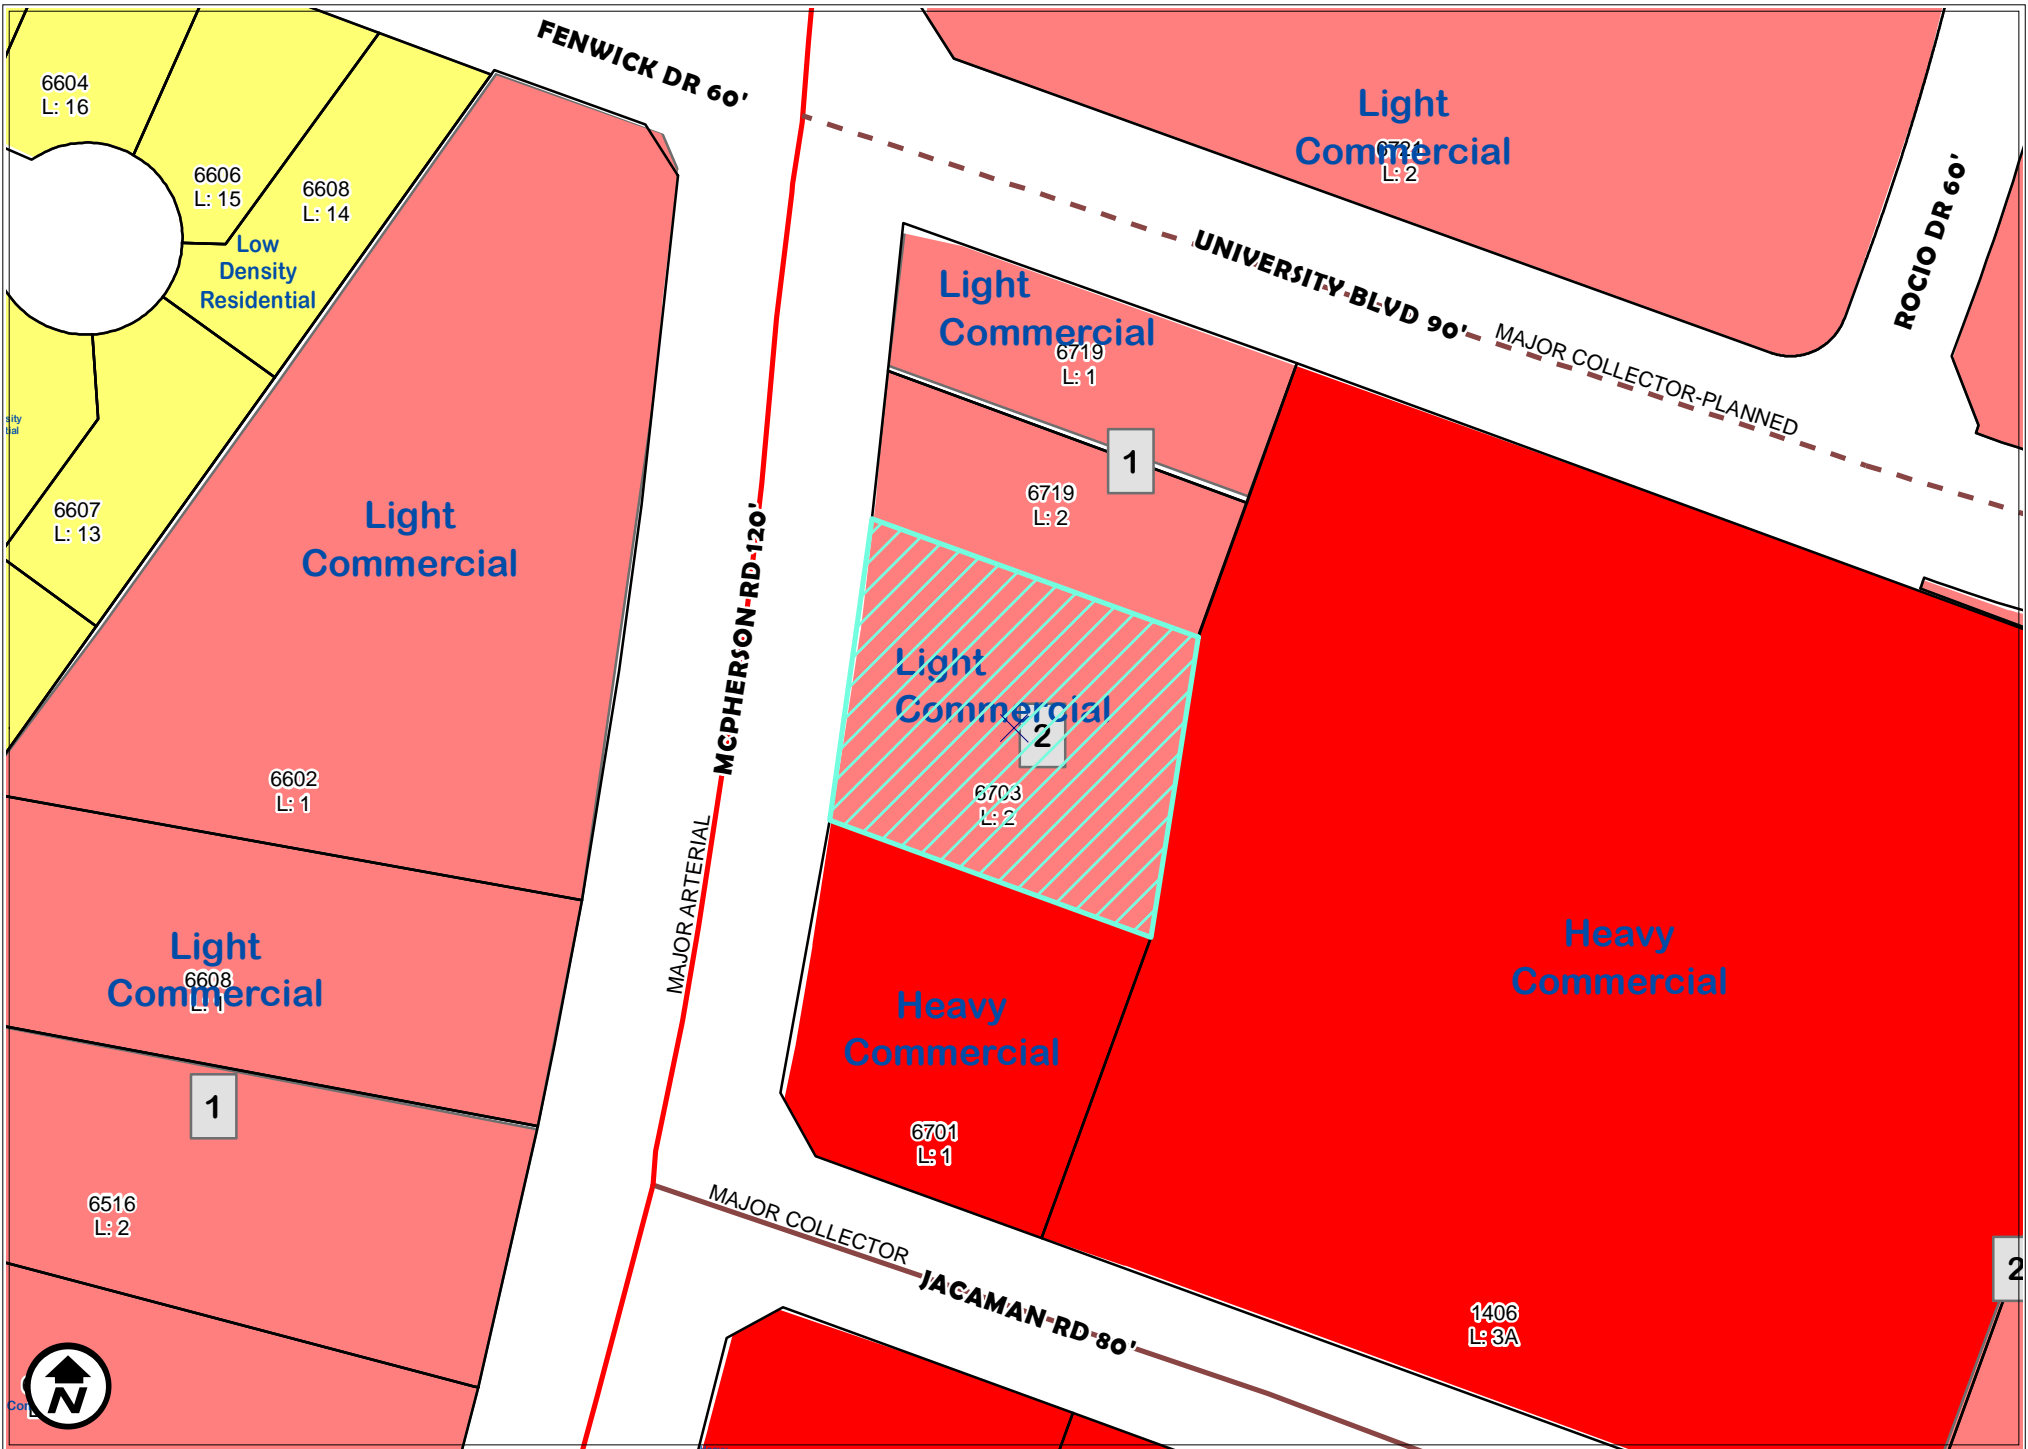 FENWICK DR 60'
6604
L: 16
Light
Commercial
L: 2
6606
L: 15
6608
L: 14
Low
Density
Residential
ROCIO DR 60'
UNIVERSITY BLVD 90'
MAJOR COLLECTOR-PLANNED
Light
Commercial
6719
L: 1
1
6719
L: 2
6607
L: 13
Light
Commercial
MCPHERSON RD 120'
Light
Commercial
2
6703
L: 2
6602
L: 1
MAJOR ARTERIAL
Light
Commercial
6608
L: 1
Heavy
Commercial
Heavy
Commercial
1
6701
L: 1
6516
L: 2
MAJOR COLLECTOR
JACAMAN RD 80'
2
1406
L: 3A
N